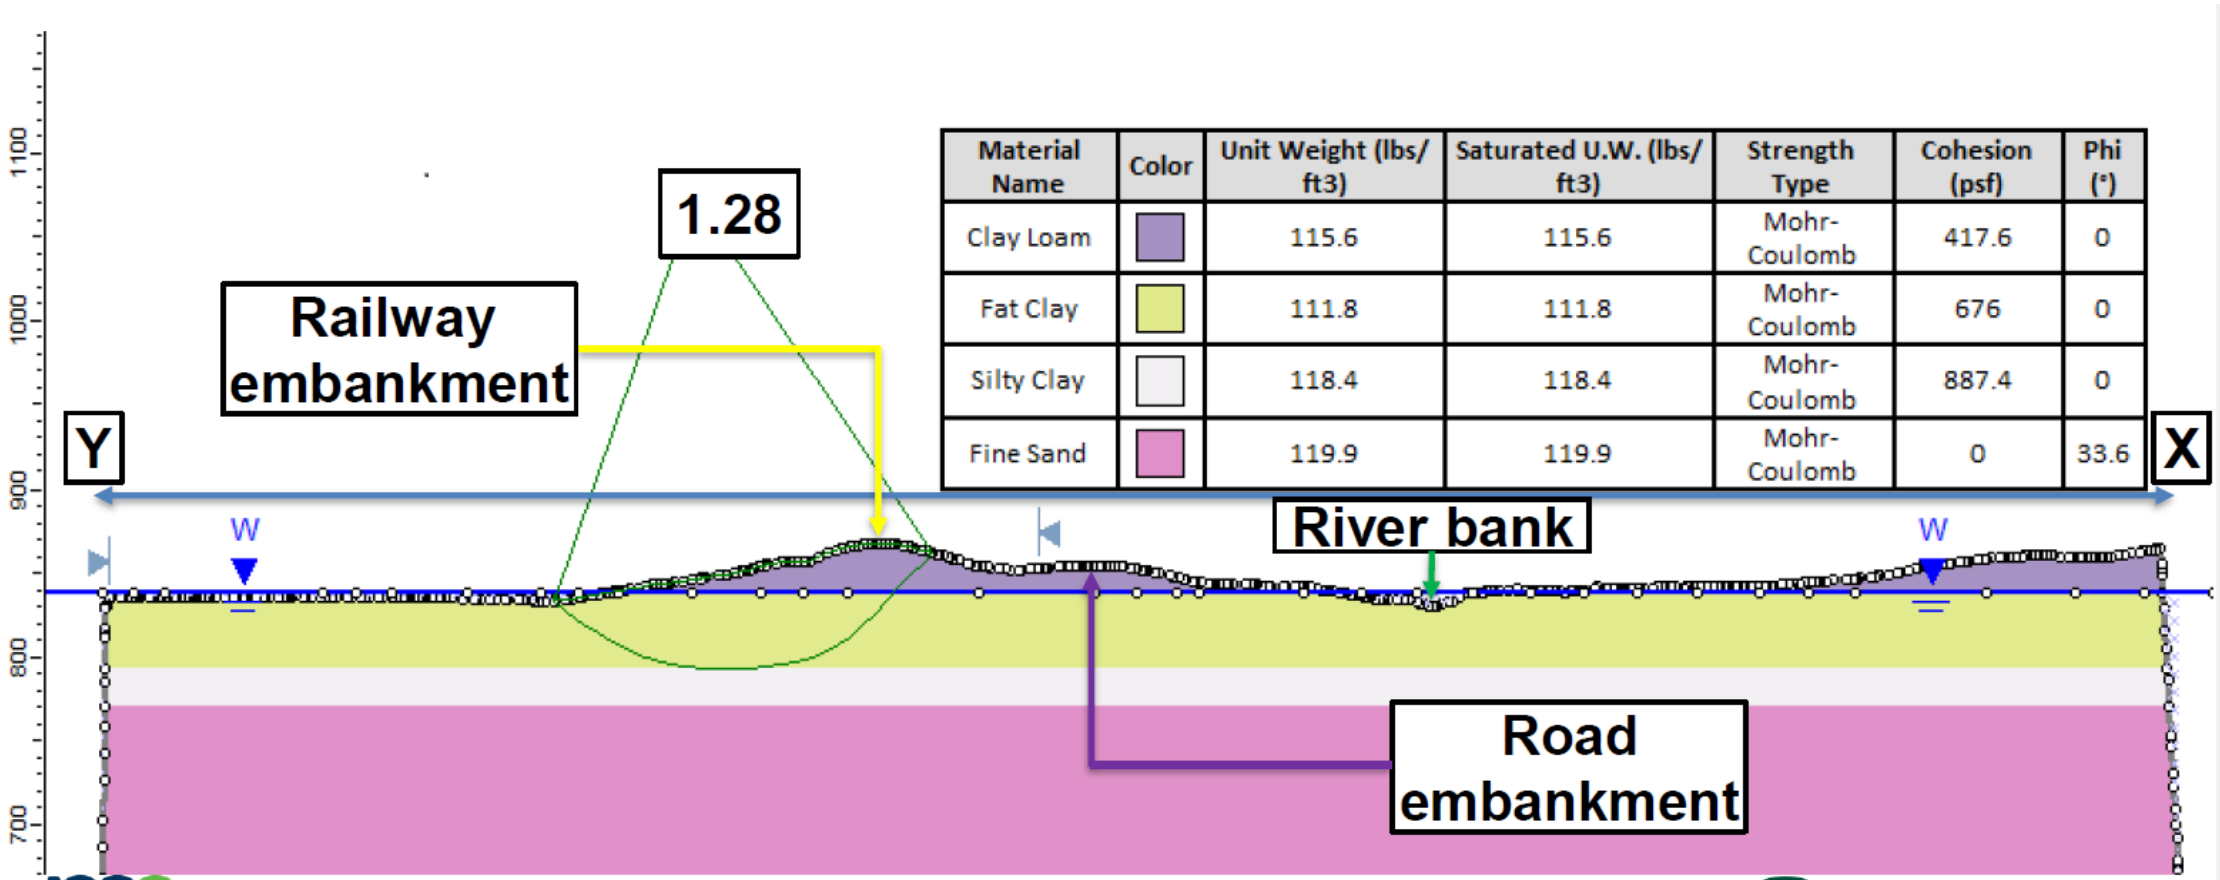 1100
1000
900
800
700
1.28
Railway
embankment
Y
X
W
W
River bank
Road
embankment
Material Name Color Unit Weight (lbs/ft3) Saturated U.W. (lbs/ft3) Strength Type Cohesion (psf) Phi (°)
Clay Loam 115.6 115.6 Mohr-Coulomb 417.6 0
Fat Clay 111.8 111.8 Mohr-Coulomb 676 0
Silty Clay 118.4 118.4 Mohr-Coulomb 887.4 0
Fine Sand 119.9 119.9 Mohr-Coulomb 0 33.6